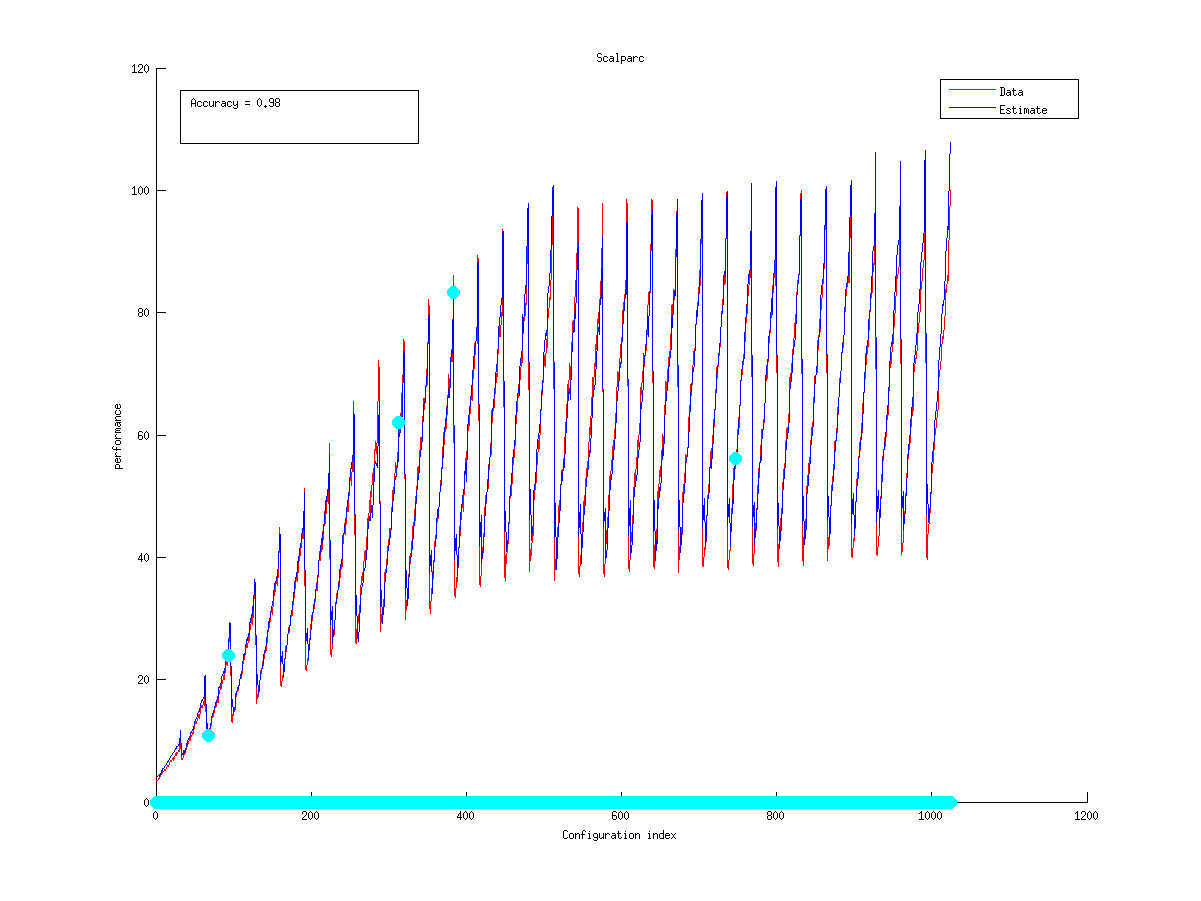 Scalparc
120
Accuracy = 0.98
Data
Estimate
100
80
60
performance
40
20
0
0 200 400 600 800 1000 1200
Configuration index